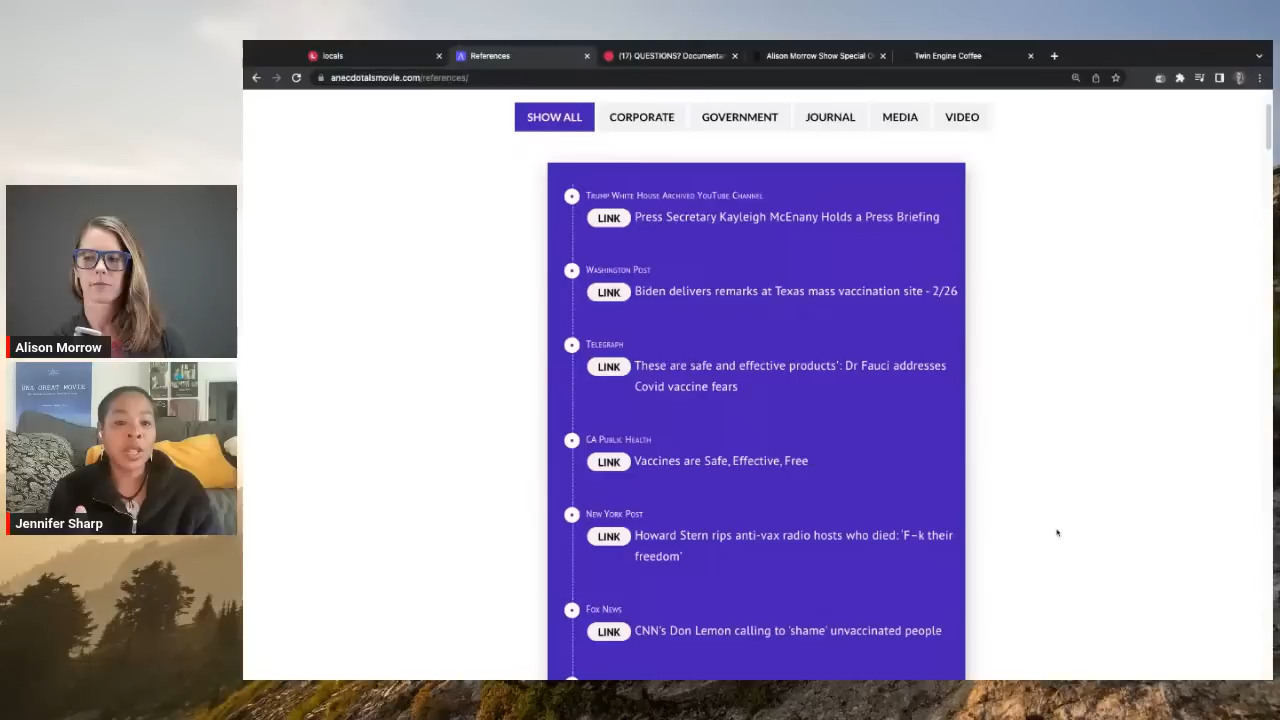 locals
References
(17) QUESTIONS? Documentar
Alison Morrow Show Special O
Twin Engine Coffee
anecdotalsmovie.com/references/
SHOW ALL
CORPORATE
GOVERNMENT
JOURNAL
MEDIA
VIDEO
Trump White House Archived YouTube Channel
LINK Press Secretary Kayleigh McEnany Holds a Press Briefing
Washington Post
LINK Biden delivers remarks at Texas mass vaccination site - 2/26
Telegraph
LINK These are safe and effective products': Dr Fauci addresses
Covid vaccine fears
CA Public Health
LINK Vaccines are Safe, Effective, Free
New York Post
LINK Howard Stern rips anti-vax radio hosts who died: 'F–k their
freedom'
Fox News
LINK CNN's Don Lemon calling to 'shame' unvaccinated people
Alison Morrow
UNA GREAT MOVIE
Jennifer Sharp